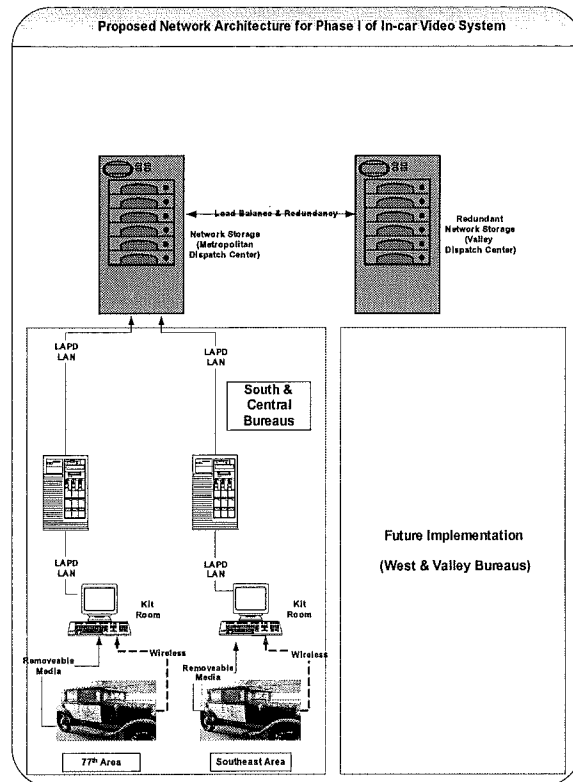 Proposed Network Architecture for Phase I of In-car Video System
Load Balance & Redundancy
Network Storage
(Metropolitan
Dispatch Center)
Redundant
Network Storage
(Valley
Dispatch Center)
LAPD
LAN
LAPD
LAN
South &
Central
Bureaus
LAPD
LAN
LAPD
LAN
Kit
Room
Kit
Room
Removeable
Media
Wireless
Removeable
Media
Wireless
77th Area
Southeast Area
Future Implementation
(West & Valley Bureaus)